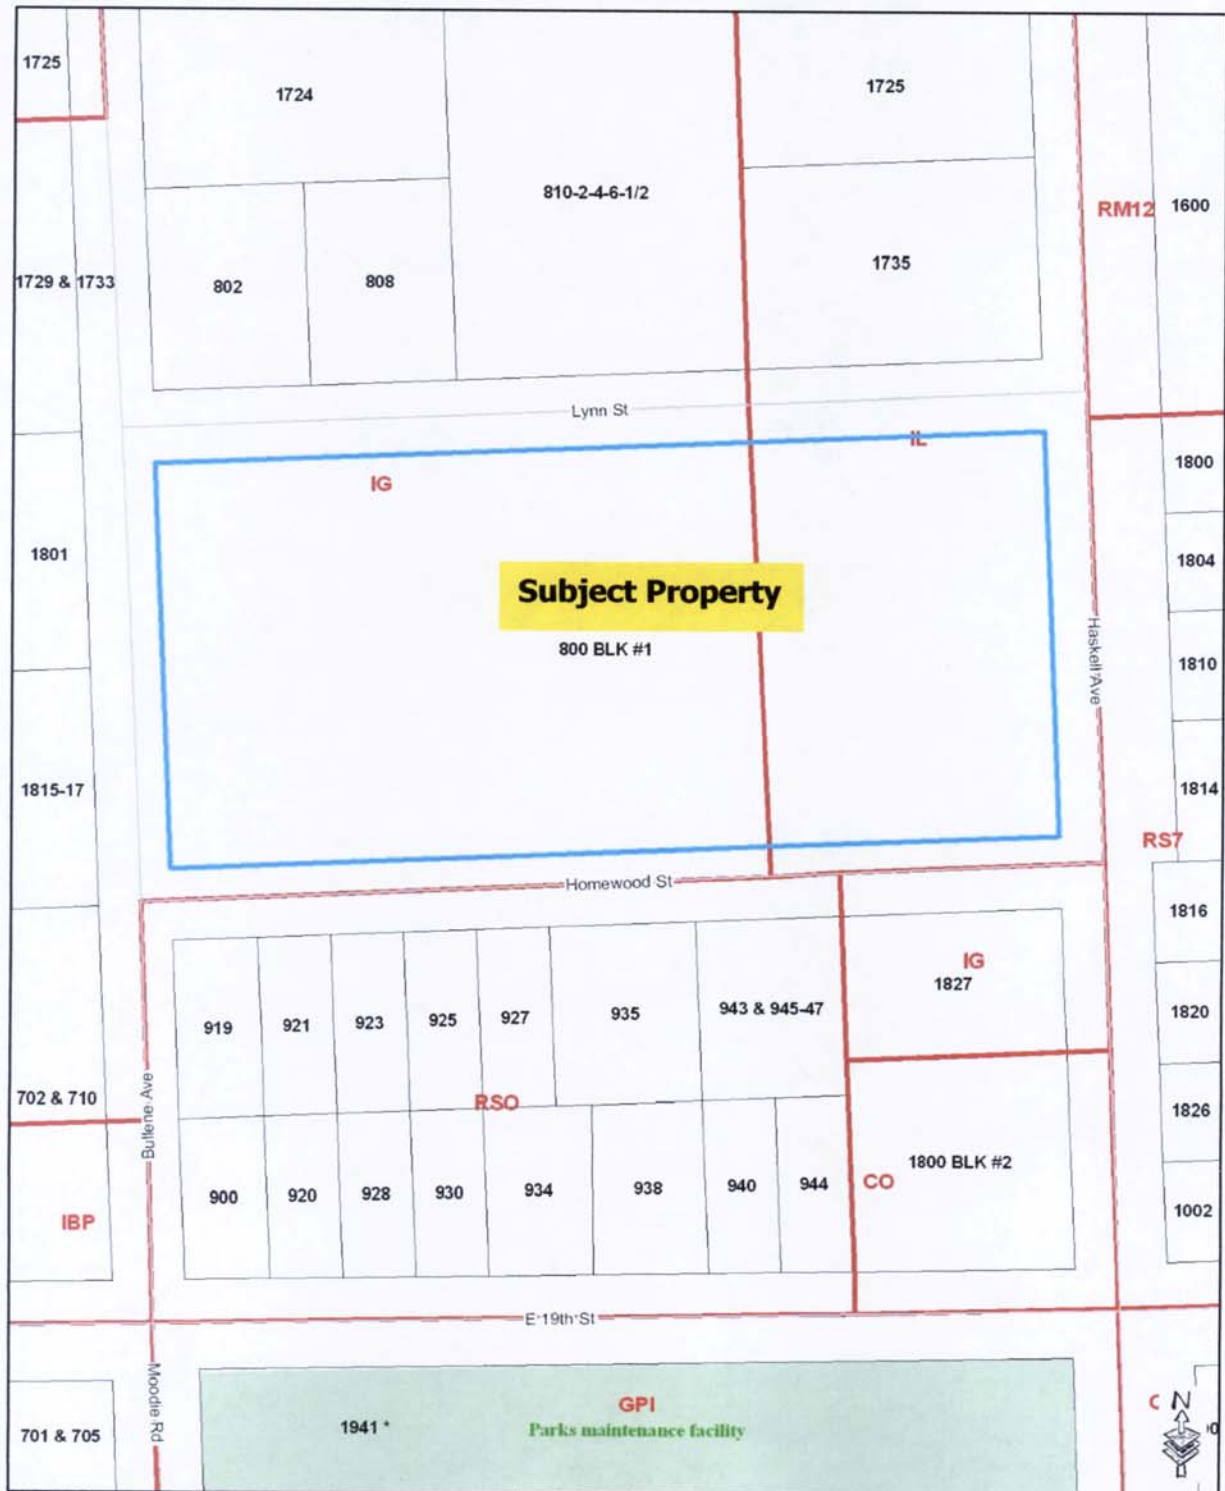 1725
1724
1725
810-2-4-6-1/2
RM12
1600
1735
1729 & 1733
802
808
Lynn St
IL
1800
IG
1801
1804
Subject Property
800 BLK #1
Haskell Ave
1810
1815-17
1814
RS7
Homewood St
1816
IG
1827
919
921
923
925
927
935
943 & 945-47
1820
702 & 710
Bullene Ave
RSO
1826
1800 BLK #2
900
920
928
930
934
938
940
944
CO
1002
IBP
E 19th St
Moodie Rd
GPI
1941 *
Parks maintenance facility
701 & 705
N